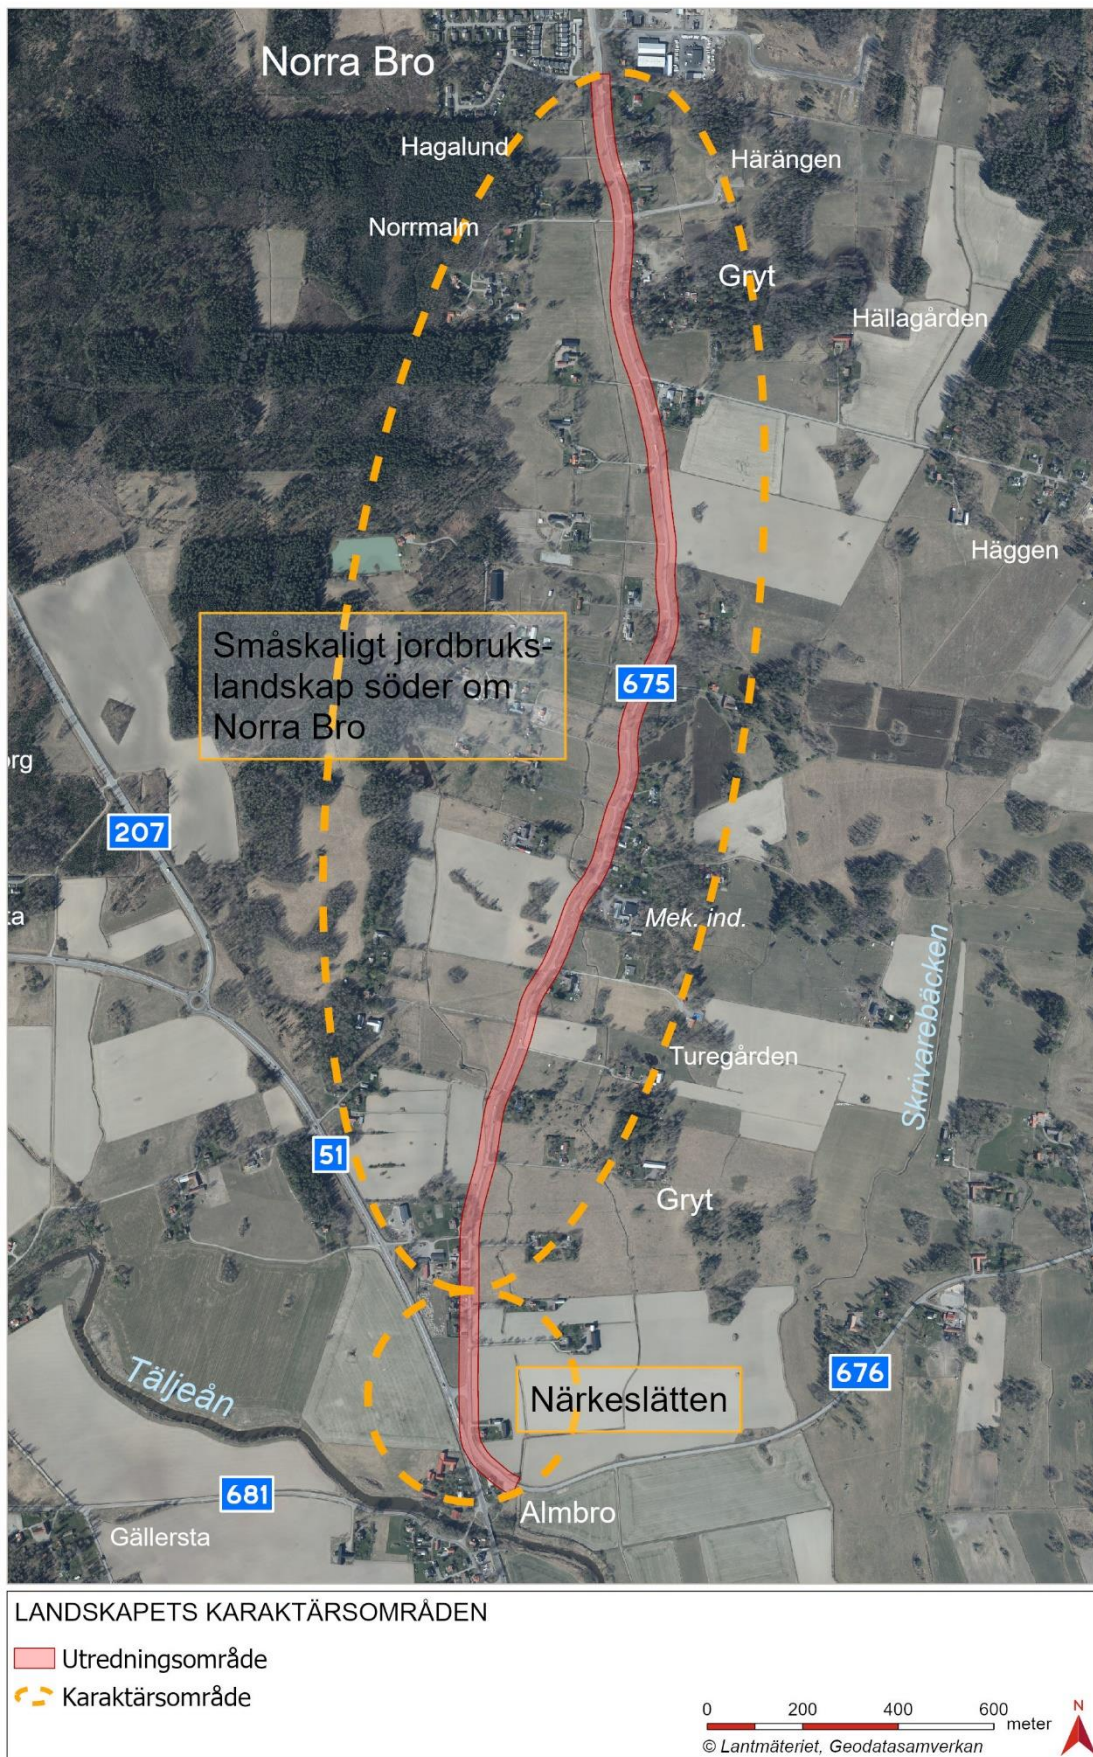 Norra Bro
Hagalund
Härängen
Norrmalm
Gryt
Hällagården
Häggen
Småskaligt jordbruks-
landskap söder om
Norra Bro
675
org
207
Mek. ind.
ta
Skrivarebäcken
Turegården
51
Gryt
Täljeån
676
Närkeslätten
681
Almbro
Gällersta
LANDSKAPETS KARAKTÄRSOMRÅDEN
Utredningsområde
Karaktärsområde
0 200 400 600
meter
N
© Lantmäteriet, Geodatasamverkan